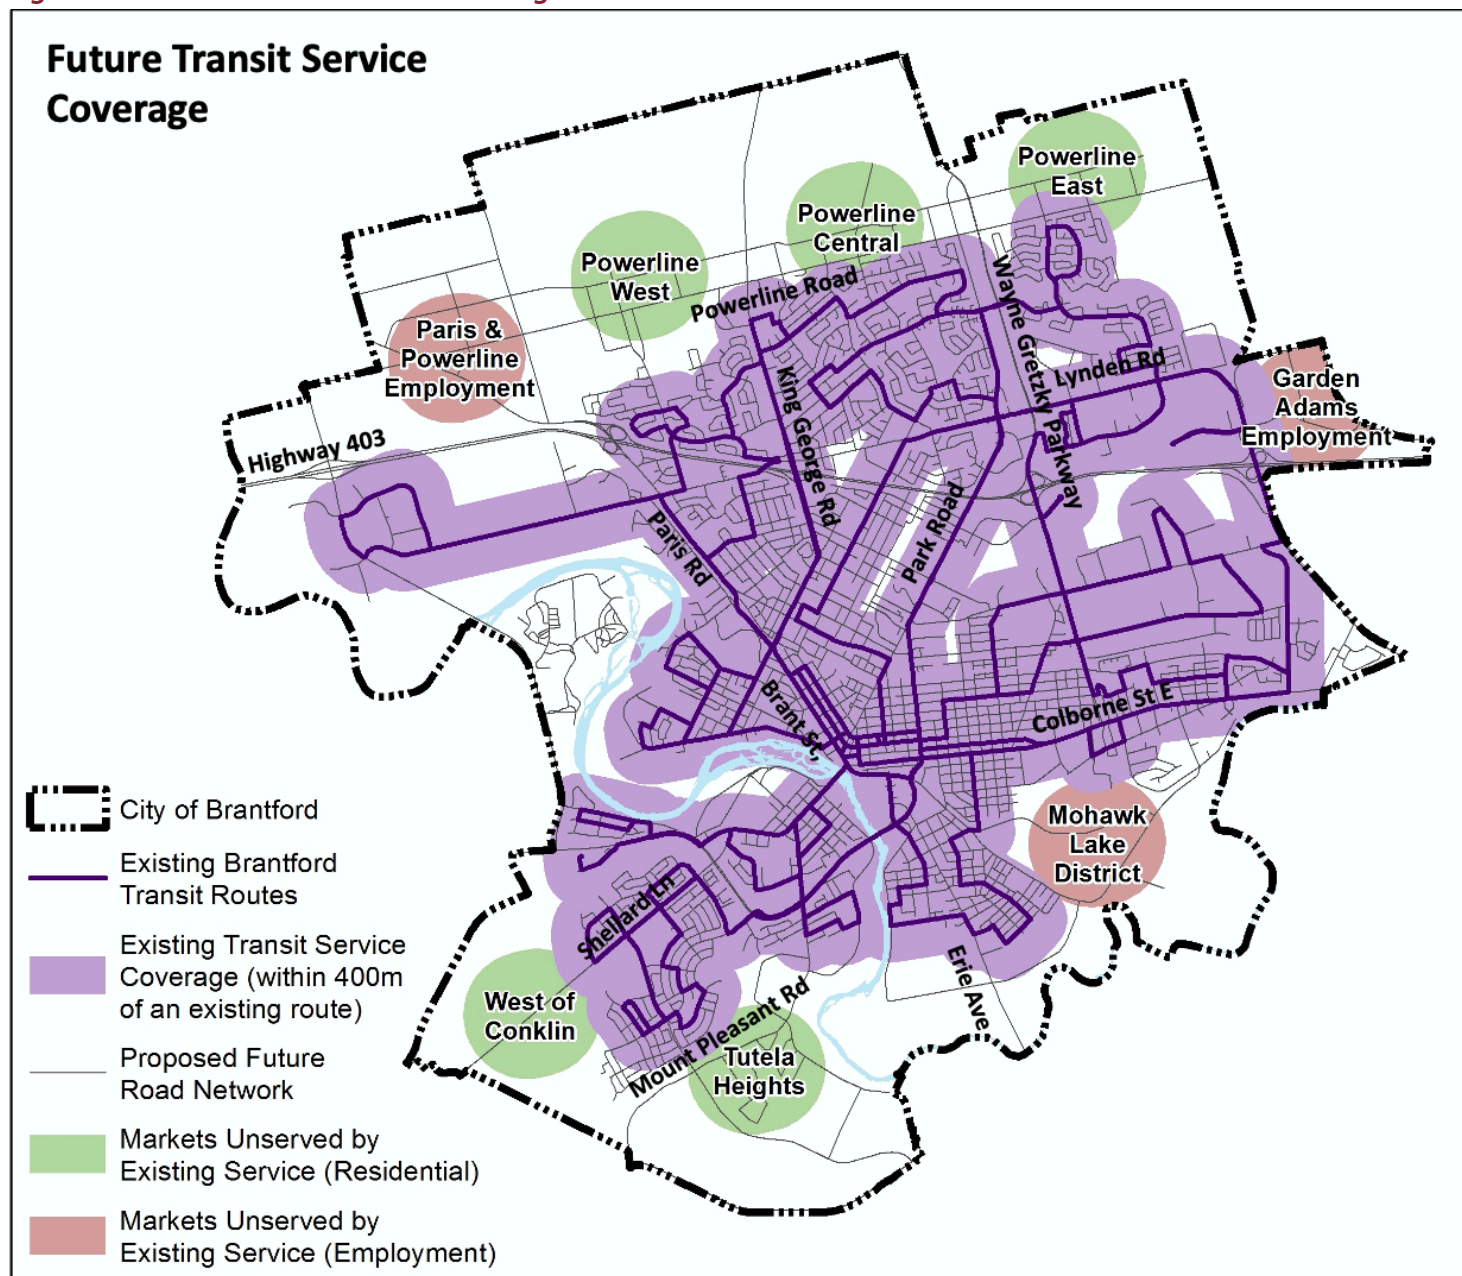 Future Transit Service
Coverage
Powerline
East
Powerline
Central
Powerline
West
Powerline Road
Wayne Gretzky Parkway
Paris &
Powerline
Employment
King George Rd
Lynden Rd
Garden
Adams
Employment
Highway 403
Paris Rd
Park Road
Brant St,
Colborne St E
Mohawk
Lake
District
Shellard Ln
Erie Ave
West of
Conklin
Mount Pleasant Rd
Tutela
Heights
City of Brantford
Existing Brantford
Transit Routes
Existing Transit Service
Coverage (within 400m
of an existing route)
Proposed Future
Road Network
Markets Unserved by
Existing Service (Residential)
Markets Unserved by
Existing Service (Employment)